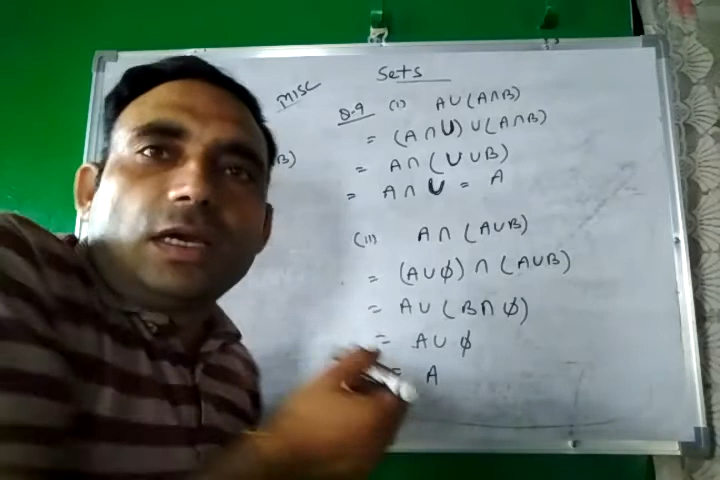 Sets
MISC
Q.9 (i) A∪(A∩B)
= (A∩U)∪(A∩B)
B)
= A∩(U∪B)
= A∩U = A
(ii) A∩(A∪B)
= (A∪ϕ)∩(A∪B)
= A∪(B∩ϕ)
= A∪ϕ
= A